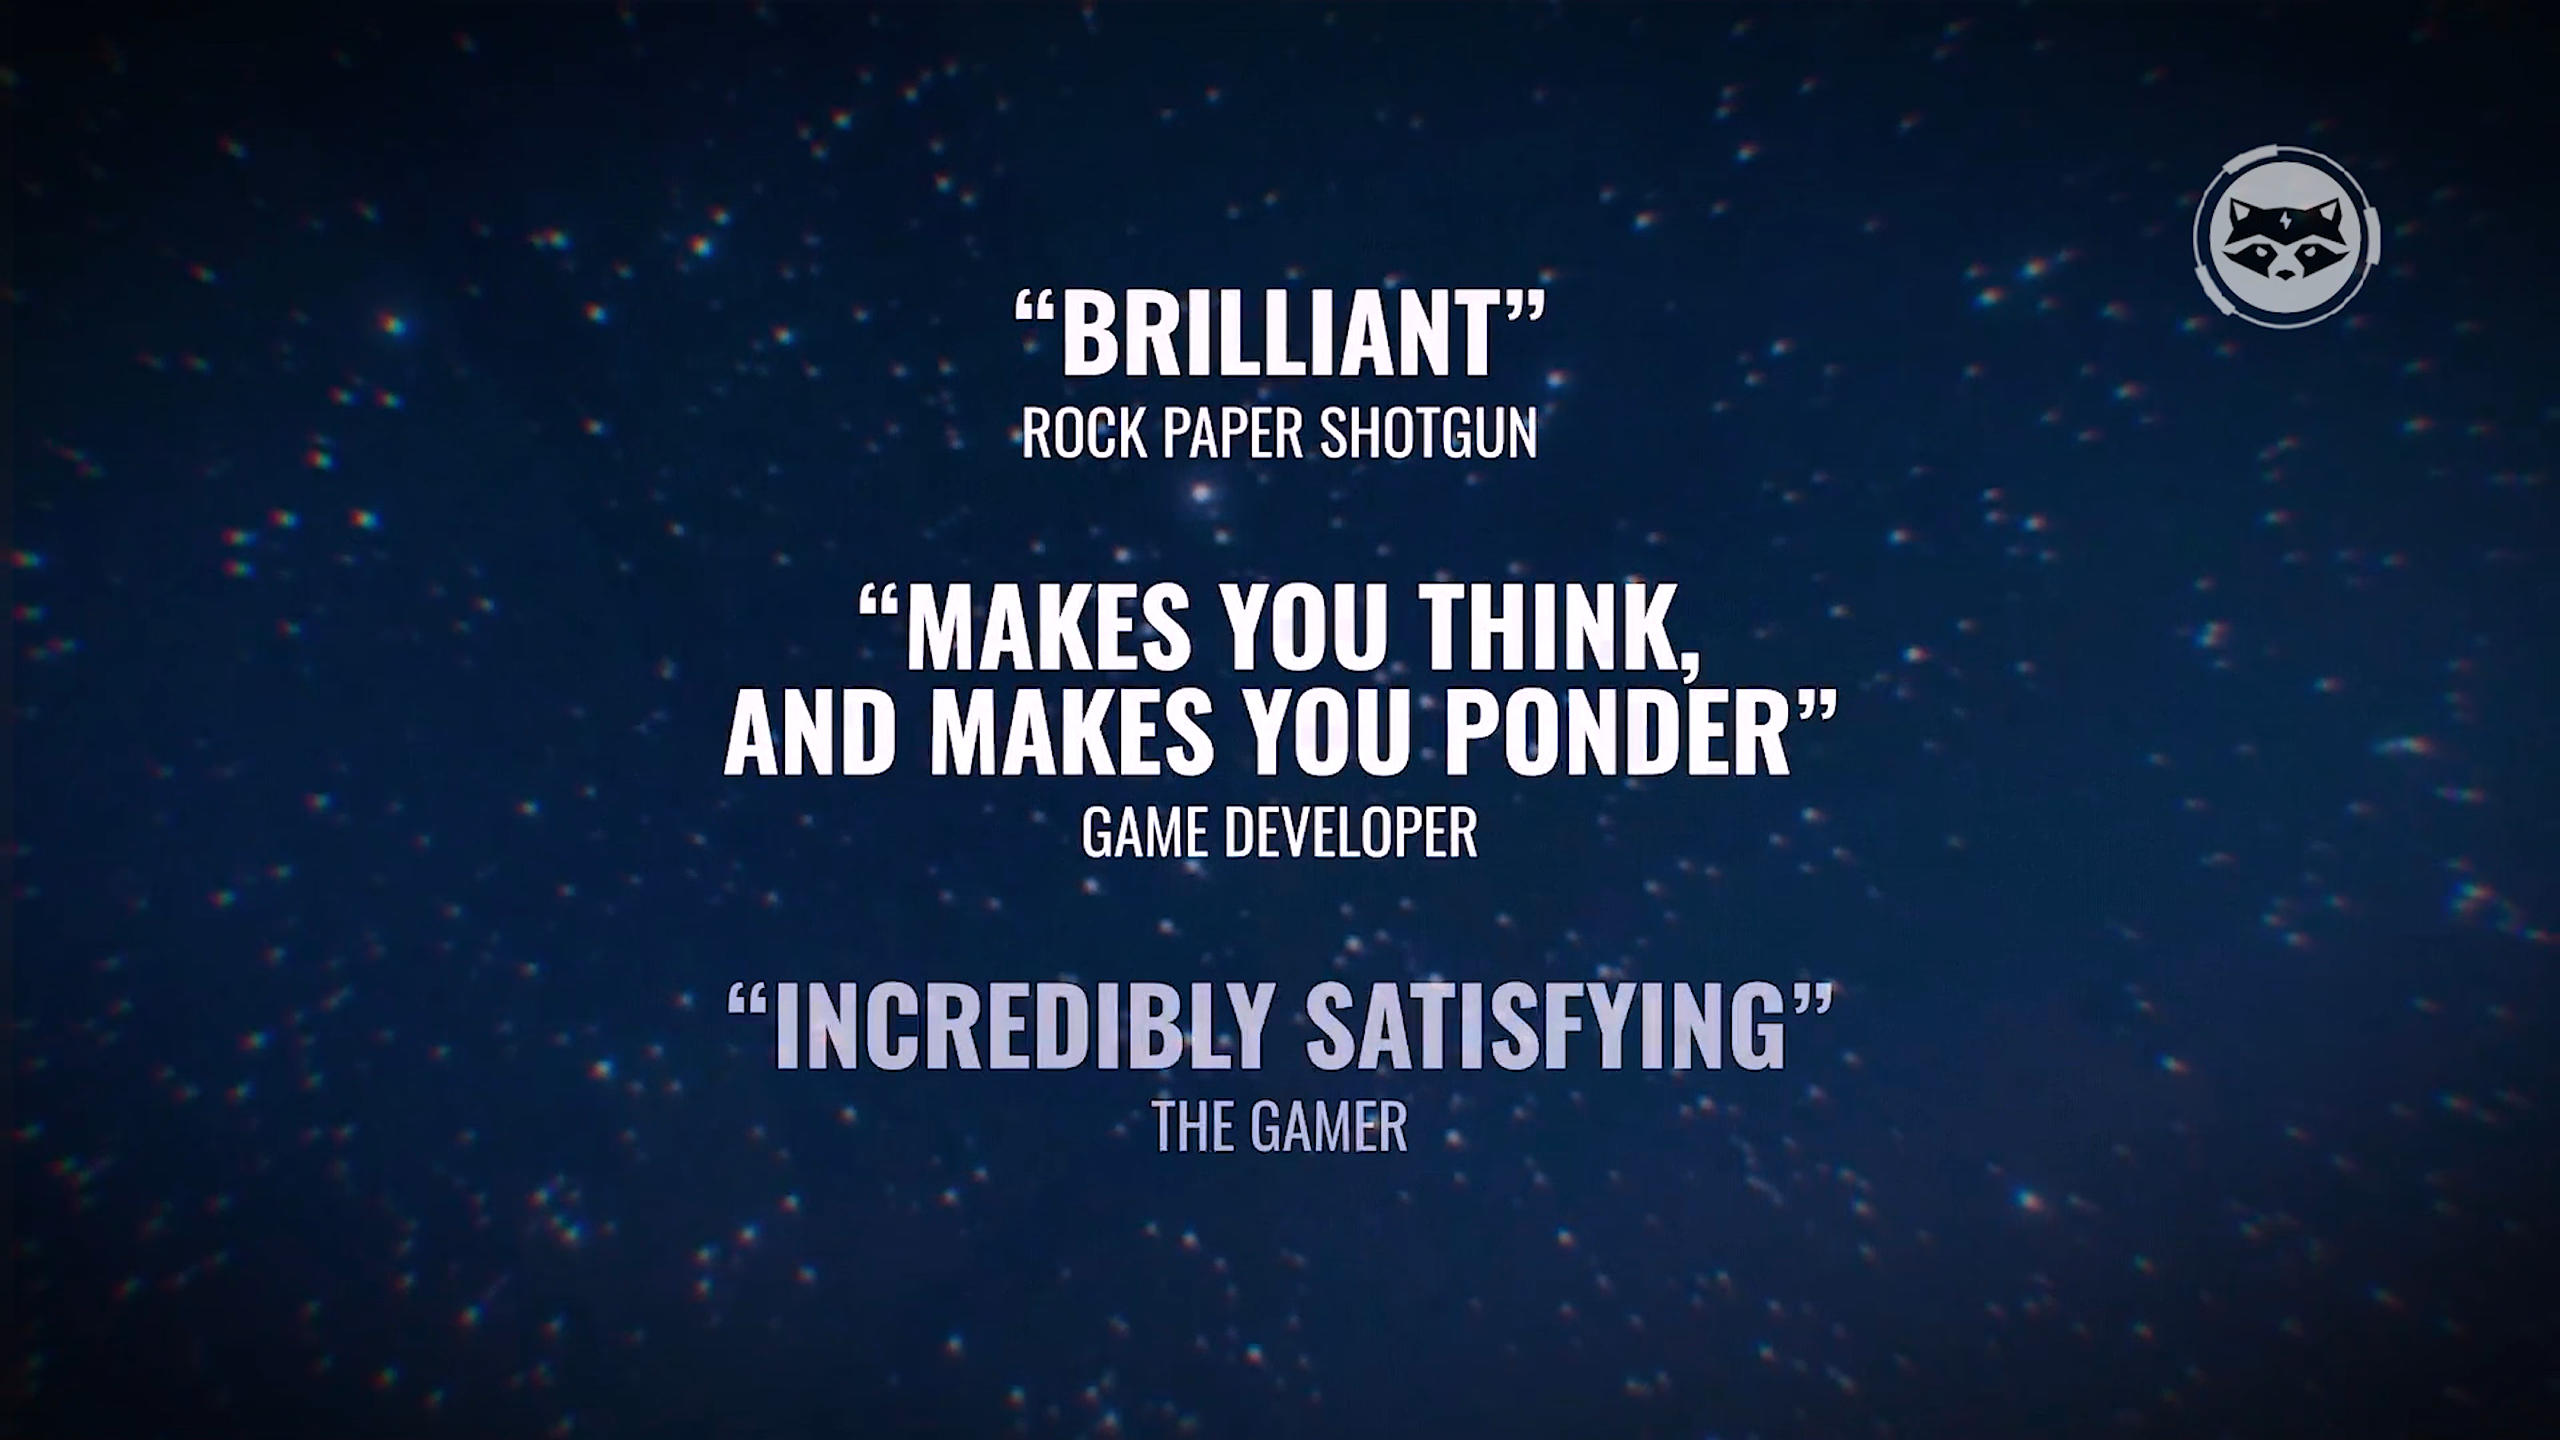 “BRILLIANT”
ROCK PAPER SHOTGUN
“MAKES YOU THINK,
AND MAKES YOU PONDER”
GAME DEVELOPER
“INCREDIBLY SATISFYING”
THE GAMER